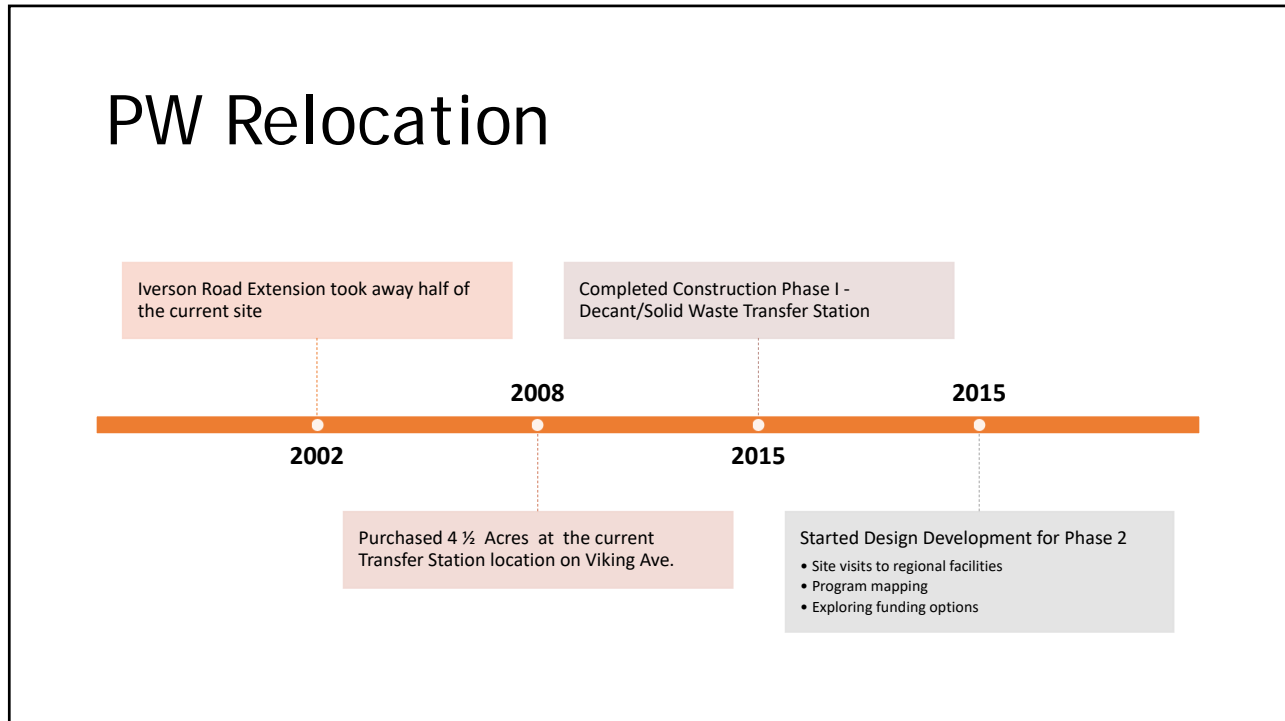 PW Relocation
Iverson Road Extension took away half of
the current site
2002
2008
Purchased 4 ½ Acres at the current
Transfer Station location on Viking Ave.
Completed Construction Phase I -
Decant/Solid Waste Transfer Station
2015
2015
Started Design Development for Phase 2
• Site visits to regional facilities
• Program mapping
• Exploring funding options